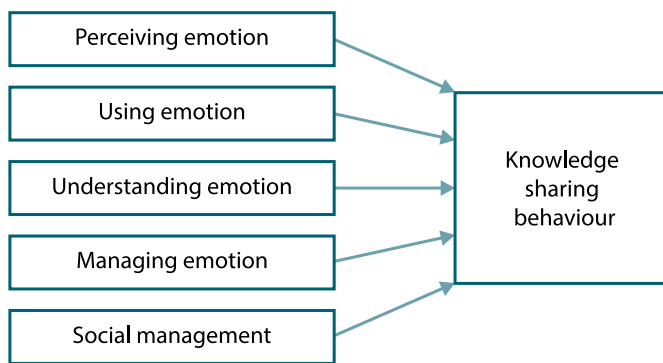 Perceiving emotion
Using emotion
Understanding emotion
Managing emotion
Social management
Knowledge
sharing
behaviour